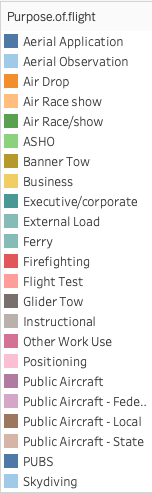 Purpose.of.flight
Aerial Application
Aerial Observation
Air Drop
Air Race show
Air Race/show
ASHO
Banner Tow
Business
Executive/corporate
External Load
Ferry
Firefighting
Flight Test
Glider Tow
Instructional
Other Work Use
Positioning
Public Aircraft
Public Aircraft - Fede..
Public Aircraft - Local
Public Aircraft - State
PUBS
Skydiving